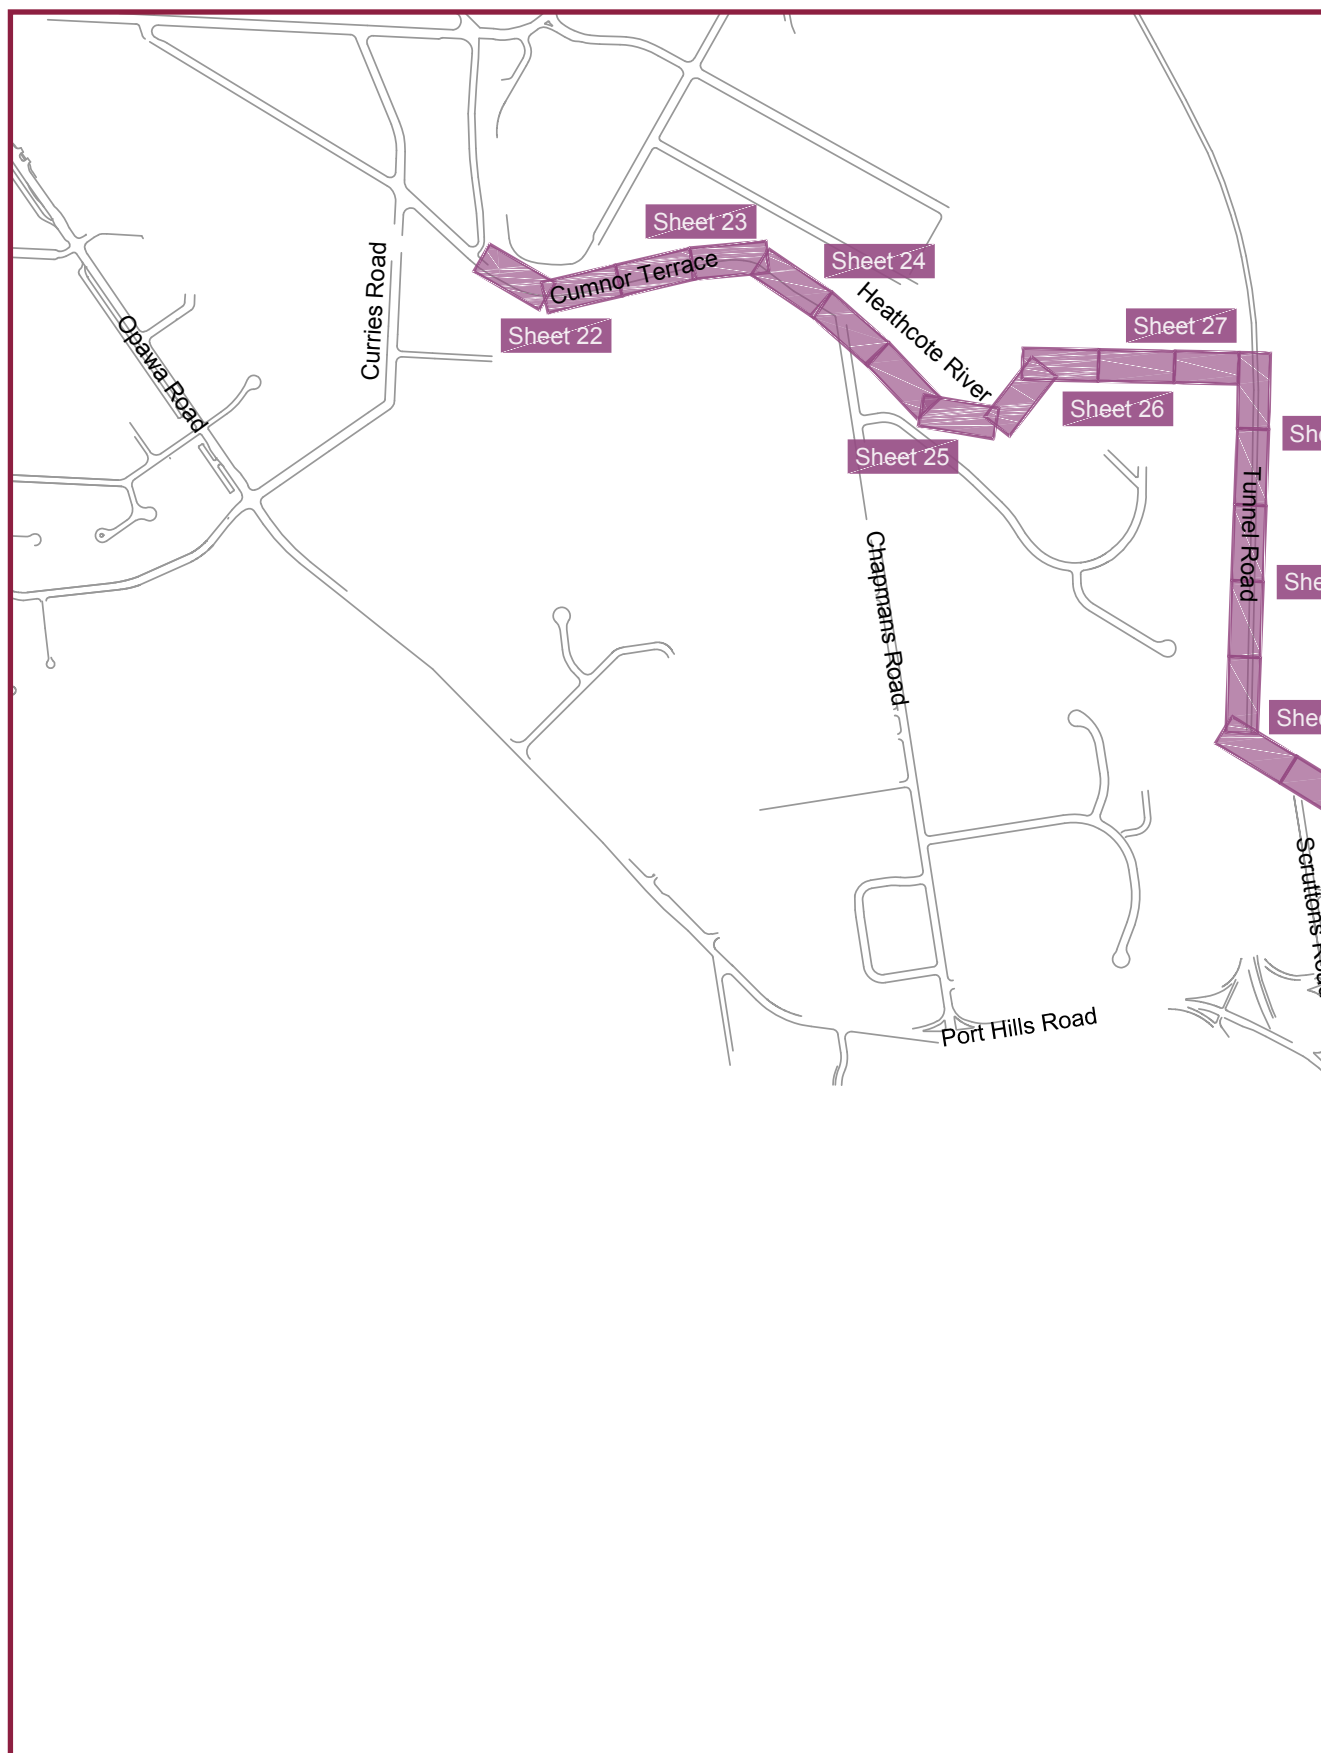 Sheet 23
Sheet 24
Cumnor Terrace
Curries Road
Heathcote River
Sheet 22
Sheet 27
Opawa Road
Sheet 26
Sheet 25
Tunnel Road
Chapmans Road
Scruttons
Port Hills Road